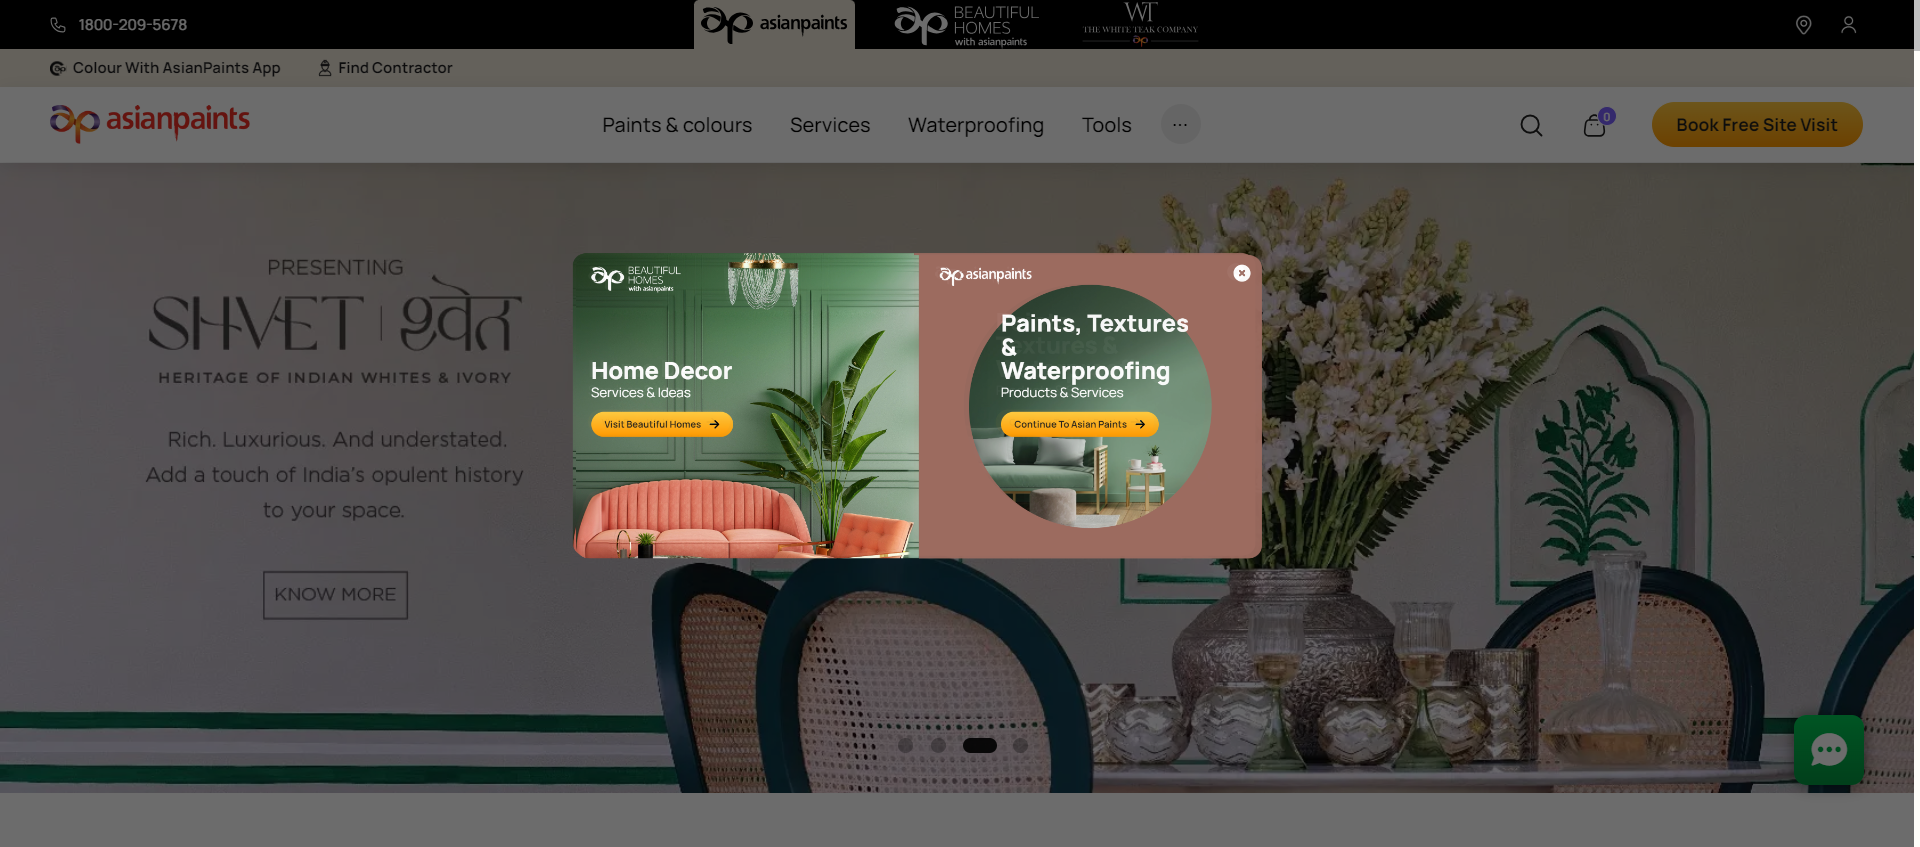 1800-209-5678
asianpaints
BEAUTIFUL
HOMES
with asianpaints
WT
THE WHITE TEAK COMPANY
Colour With AsianPaints App
Find Contractor
asianpaints
Paints & colours
Services
Waterproofing
Tools
...
0
Book Free Site Visit
PRESENTING
SHVET | श्वेत
HERITAGE OF INDIAN WHITES & IVORY
Rich. Luxurious. And understated.
Add a touch of India's opulent history
to your space.
KNOW MORE
BEAUTIFUL
HOMES
with asianpaints
Home Decor
Services & Ideas
Visit Beautiful Homes
asianpaints
Paints, Textures
&
Waterproofing
Products & Services
Continue To Asian Paints